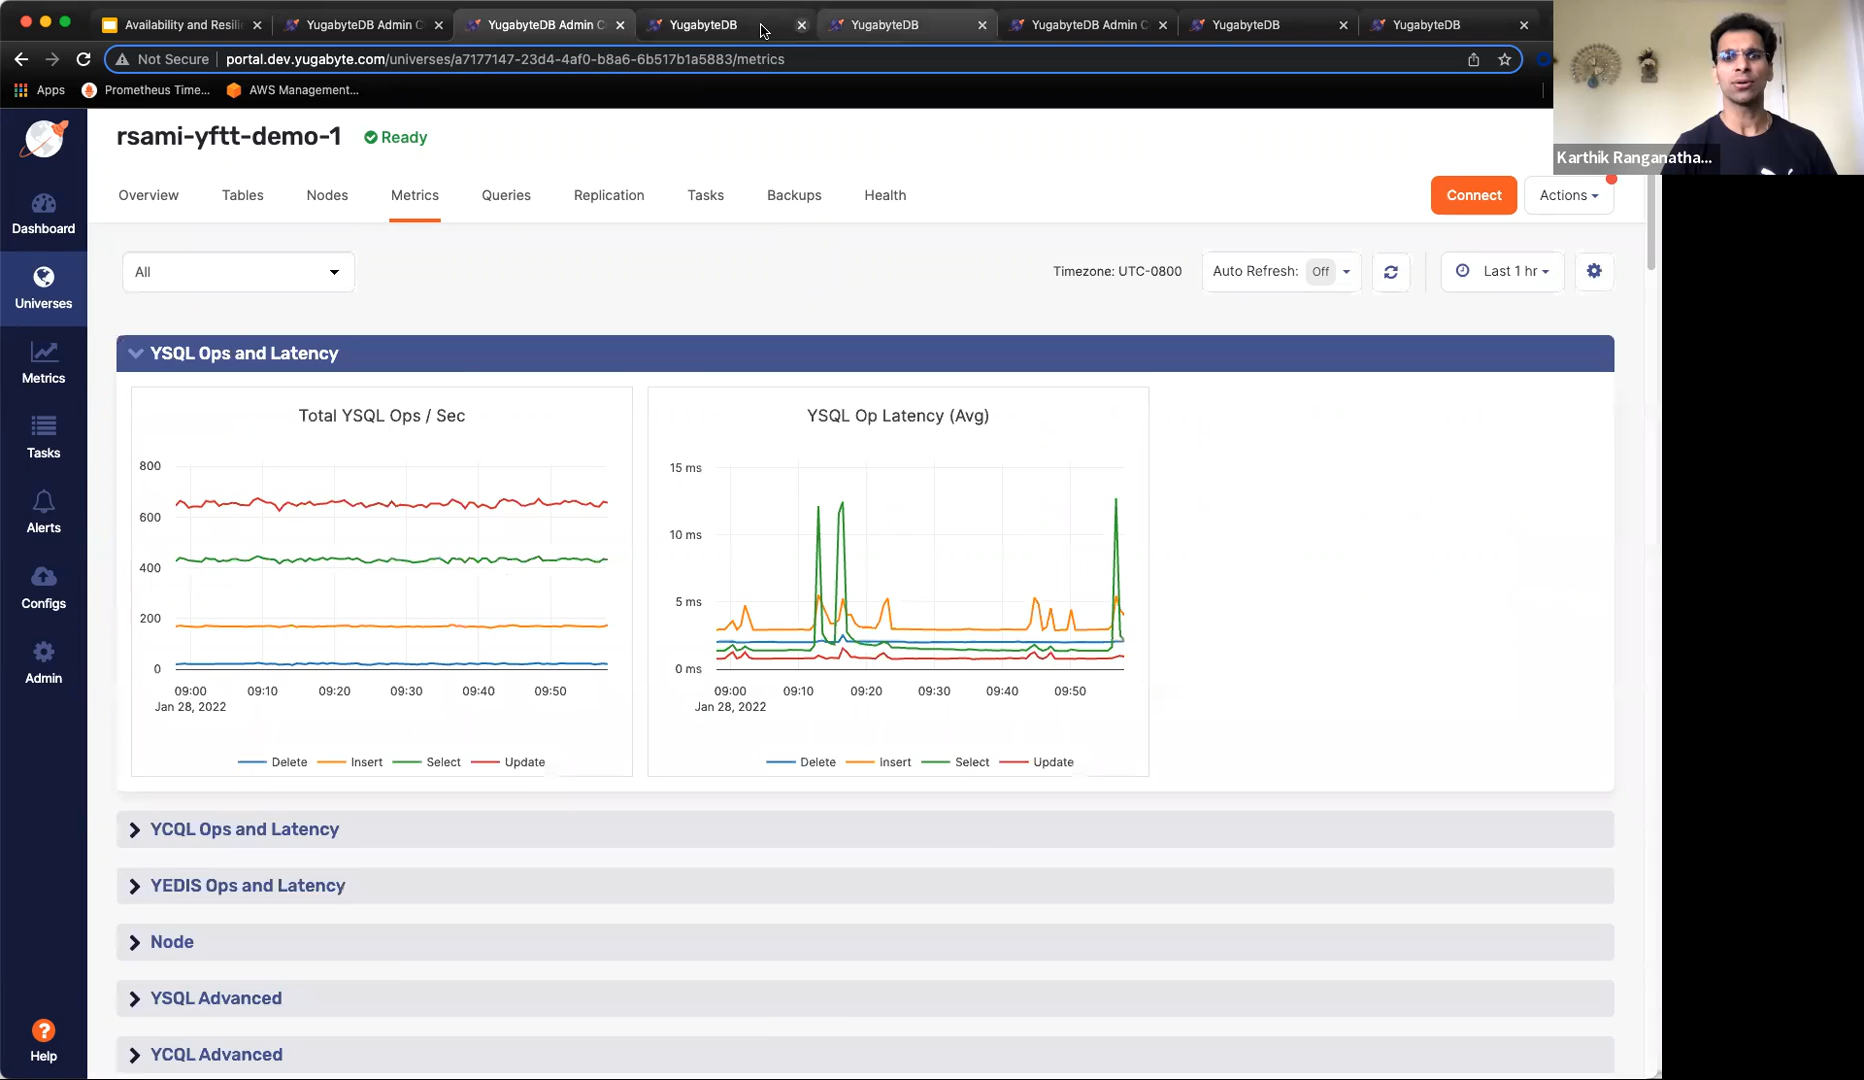 Availability and Resili
YugabyteDB Admin C
YugabyteDB Admin C
YugabyteDB
YugabyteDB
YugabyteDB Admin C
YugabyteDB
YugabyteDB
Not Secure
portal.dev.yugabyte.com/universes/a7177147-23d4-4af0-b8a6-6b517b1a5883/metrics
Apps
Prometheus Time...
AWS Management...
Karthik Ranganatha...
rsami-yftt-demo-1
Ready
Overview
Tables
Nodes
Metrics
Queries
Replication
Tasks
Backups
Health
Connect
Actions
Dashboard
Universes
Metrics
Tasks
Alerts
Configs
Admin
Help
All
Timezone: UTC-0800
Auto Refresh: Off
Last 1 hr
YSQL Ops and Latency
Total YSQL Ops / Sec
800
600
400
200
0
09:00 09:10 09:20 09:30 09:40 09:50
Jan 28, 2022
Delete Insert Select Update
YSQL Op Latency (Avg)
15 ms
10 ms
5 ms
0 ms
09:00 09:10 09:20 09:30 09:40 09:50
Jan 28, 2022
Delete Insert Select Update
YCQL Ops and Latency
YEDIS Ops and Latency
Node
YSQL Advanced
YCQL Advanced